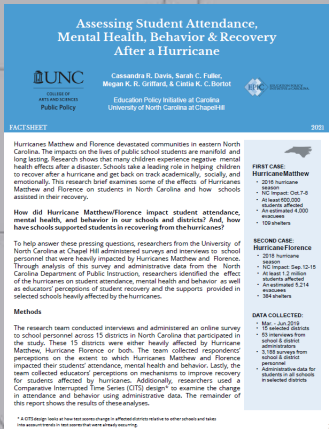 Assessing Student Attendance,
Mental Health, Behavior & Recovery
After a Hurricane
UNC
COLLEGE OF
ARTS AND SCIENCES
Public Policy
Cassandra R. Davis, Sarah C. Fuller,
Megan K. R. Griffard, & Cintia K. C. Bortot
Education Policy Initiative at Carolina
University of North Carolina at Chapel-Hill
EPIC
FACTSHEET
2021
Hurricanes Matthew and Florence devastated communities in eastern North
Carolina. The impacts on the lives of public school students are manifold and
long lasting. Research shows that many children experience negative mental
health effects after a disaster. Schools take a leading role in helping children
to recover after a hurricane and get back on track academically, socially, and
emotionally. This research brief examines some of the effects of Hurricanes
Matthew and Florence on students in North Carolina and how schools
assisted in their recovery.
How did Hurricane Matthew/Florence impact student attendance,
mental health, and behavior in our schools and districts? And, how
have schools supported students in recovering from the hurricanes?
To help answer these pressing questions, researchers from the University of
North Carolina at Chapel Hill administered surveys and interviews to school
personnel that were heavily impacted by Hurricanes Matthew and Florence.
Through analysis of this survey and administrative data from the North
Carolina Department of Public Instruction, researchers identified the effect
of the hurricanes on student attendance, mental health and behavior as well
as educators' perceptions of student recovery and the supports provided in
selected schools heavily affected by the hurricanes.
Methods
The research team conducted interviews and administered an online survey
to school personnel across 15 districts in North Carolina that participated in
the study. These 15 districts were either heavily affected by Hurricane
Matthew, Hurricane Florence or both. The team collected respondents'
perceptions on the extent to which Hurricanes Matthew and Florence
impacted their students' attendance, mental health and behavior. Lastly, the
team collected educators' perceptions on mechanisms to improve recovery
for students affected by hurricanes. Additionally, researchers used a
Comparative Interrupted Time Series (CITS) design* to examine the change
in attendance and behavior using administrative data. The remainder of
this report shows the results of these analyses.
* A CITS design looks at how test scores change in affected districts relative to other schools and takes
into account trends in test scores that were already occurring.
FIRST CASE:
HurricaneMatthew
• 2016 hurricane
season
• NC Impact: Oct.7-8
• At least 600,000
students affected
• An estimated 4,000
evacuees
• 109 shelters
SECOND CASE:
HurricaneFlorence
• 2018 hurricane
season
• NC Impact: Sep.12-15
• At least 1.2 million
students affected
• An estimated 5,214
evacuees
• 384 shelters
DATA COLLECTED:
• Mar. - Jun 2019
• 15 selected districts
• 53 interviews from
school & district
administrators
• 3,188 surveys from
school & district
personnel
• Administrative data for
students in all schools
in selected districts